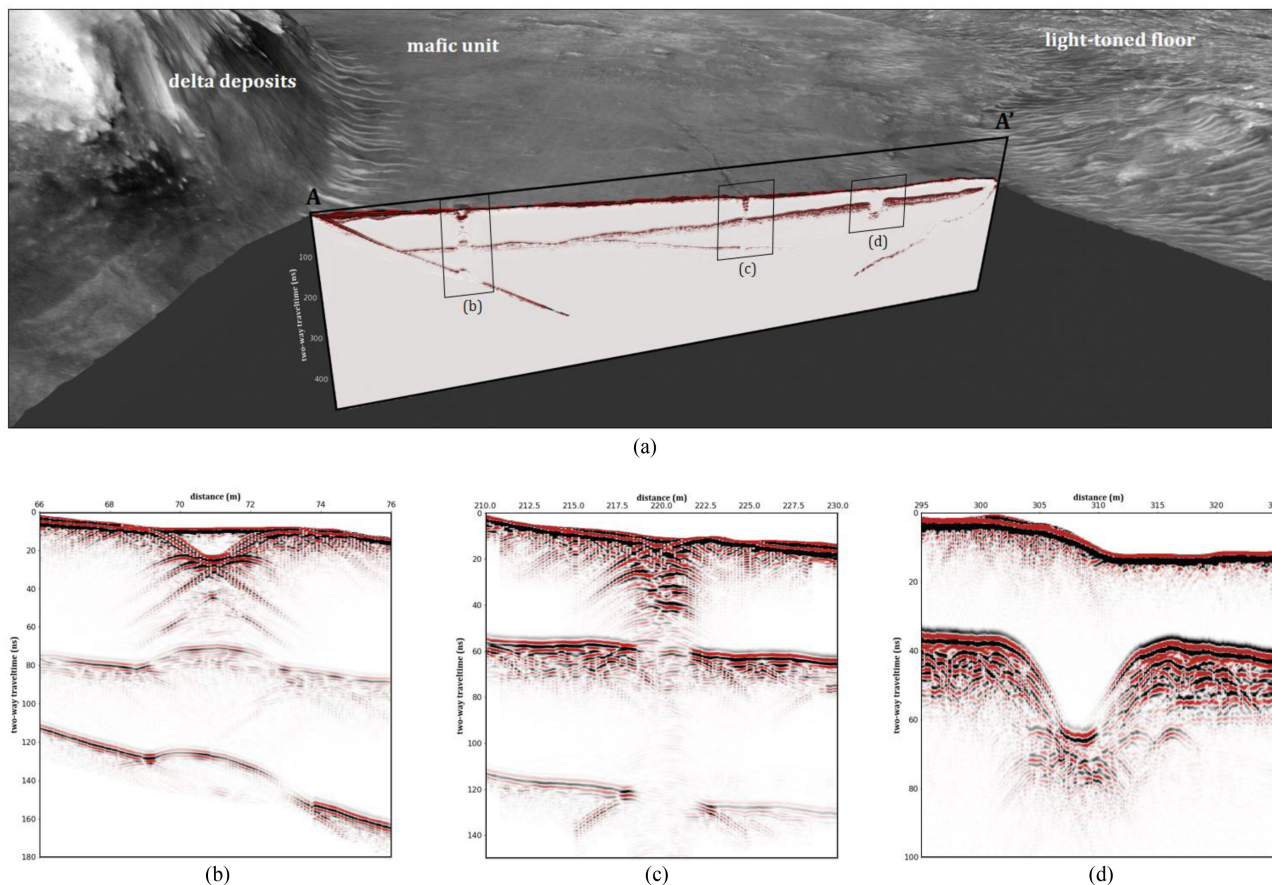 delta deposits
mafic unit
light-toned floor
A
A'
100
200
300
400
two-way traveltime (ns)
(b)
(c)
(d)
(a)
distance (m)
66 68 70 72 74 76
0
20
40
60
80
100
120
140
160
180
two-way traveltime (ns)
(b)
distance (m)
210.0 212.5 215.0 217.5 220.0 222.5 225.0 227.5 230.0
0
20
40
60
80
100
120
140
two-way traveltime (ns)
(c)
distance (m)
295 300 305 310 315 320
0
20
40
60
80
100
two-way traveltime (ns)
(d)